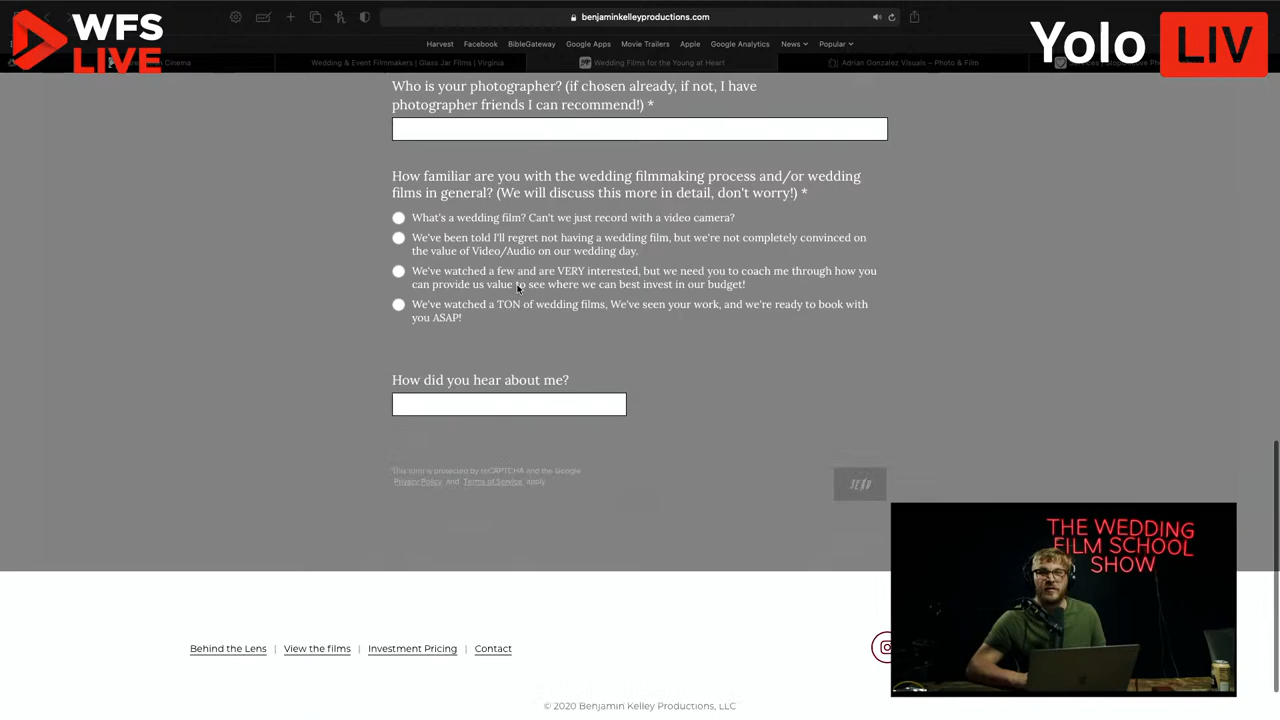 WFS
LIVE
benjaminkelleyproductions.com
Yolo LIV
Harvest Facebook BibleGateway Google Apps Movie Trailers Apple Google Analytics News Popular
Cinema Wedding & Event Filmmakers | Glass Jar Films | Virginia Wedding Films for the Young at Heart Adrian Gonzalez Visuals – Photo & Film
Who is your photographer? (if chosen already, if not, I have
photographer friends I can recommend!) *
How familiar are you with the wedding filmmaking process and/or wedding
films in general? (We will discuss this more in detail, don't worry!) *
What's a wedding film? Can't we just record with a video camera?
We've been told I'll regret not having a wedding film, but we're not completely convinced on
the value of Video/Audio on our wedding day.
We've watched a few and are VERY interested, but we need you to coach me through how you
can provide us value to see where we can best invest in our budget!
We've watched a TON of wedding films, We've seen your work, and we're ready to book with
you ASAP!
How did you hear about me?
This form is protected by reCAPTCHA and the Google
Privacy Policy and Terms of Service apply.
SEND
THE WEDDING
FILM SCHOOL
SHOW
Behind the Lens | View the films | Investment Pricing | Contact
© 2020 Benjamin Kelley Productions, LLC